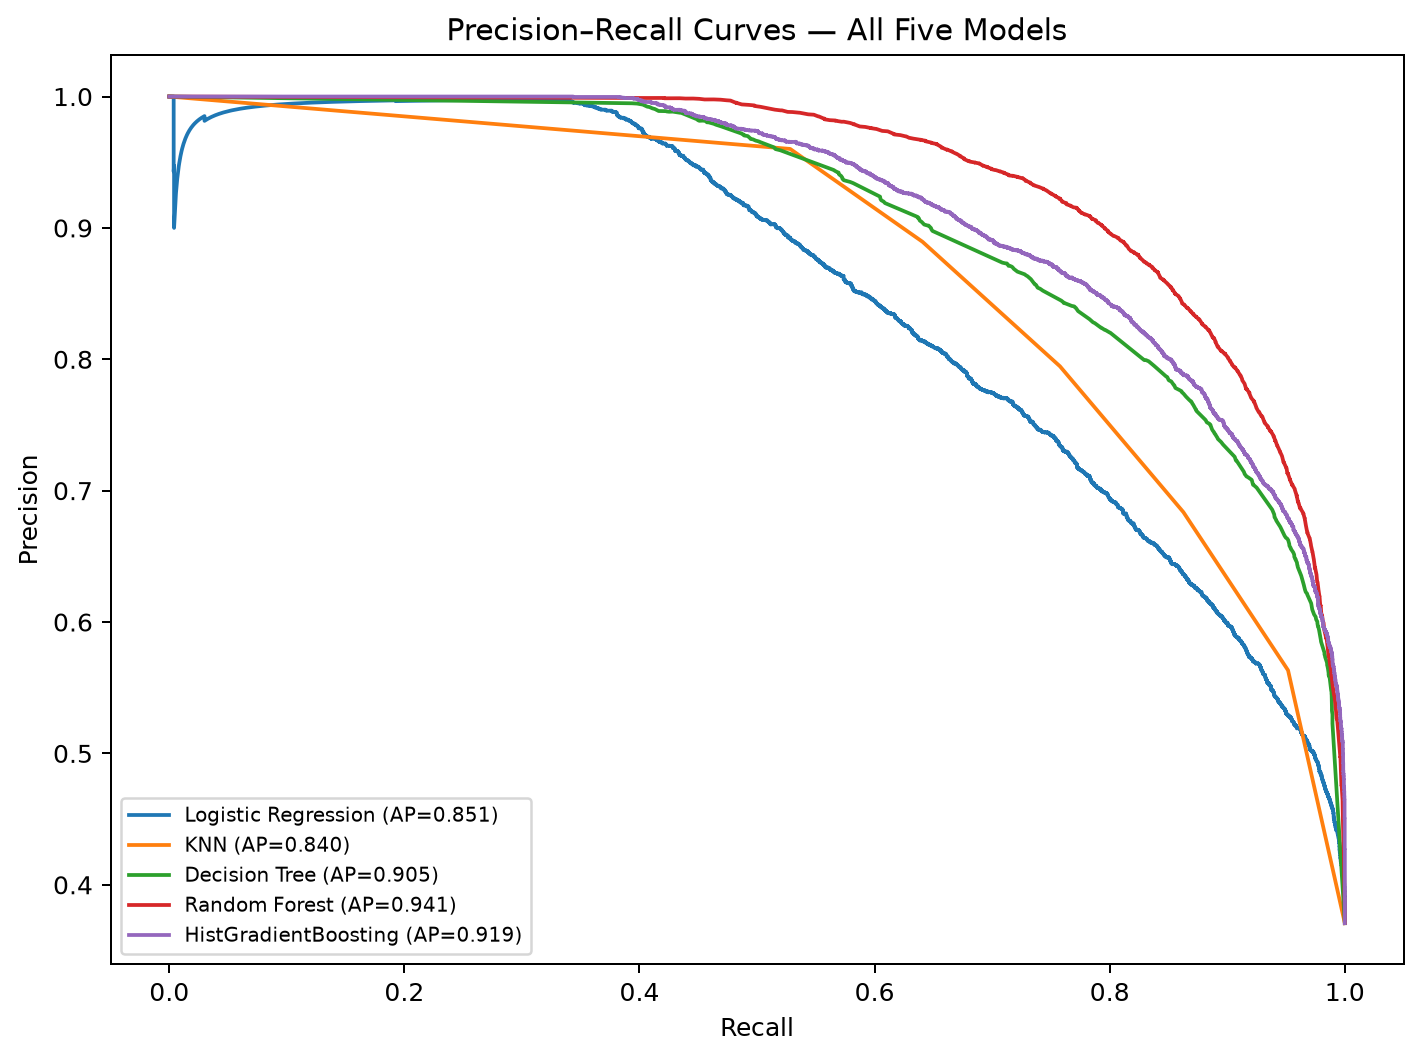 Precision–Recall Curves — All Five Models
1.0
0.9
0.8
0.7
0.6
0.5
0.4
Precision
Logistic Regression (AP=0.851)
KNN (AP=0.840)
Decision Tree (AP=0.905)
Random Forest (AP=0.941)
HistGradientBoosting (AP=0.919)
0.0 0.2 0.4 0.6 0.8 1.0
Recall